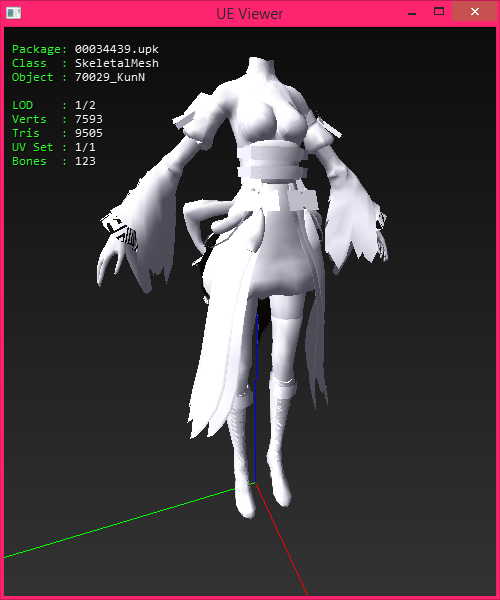 UE Viewer
Package: 00034439.upk
Class  : SkeletalMesh
Object : 70029_KunN
LOD    : 1/2
Verts  : 7593
Tris   : 9505
UV Set : 1/1
Bones  : 123